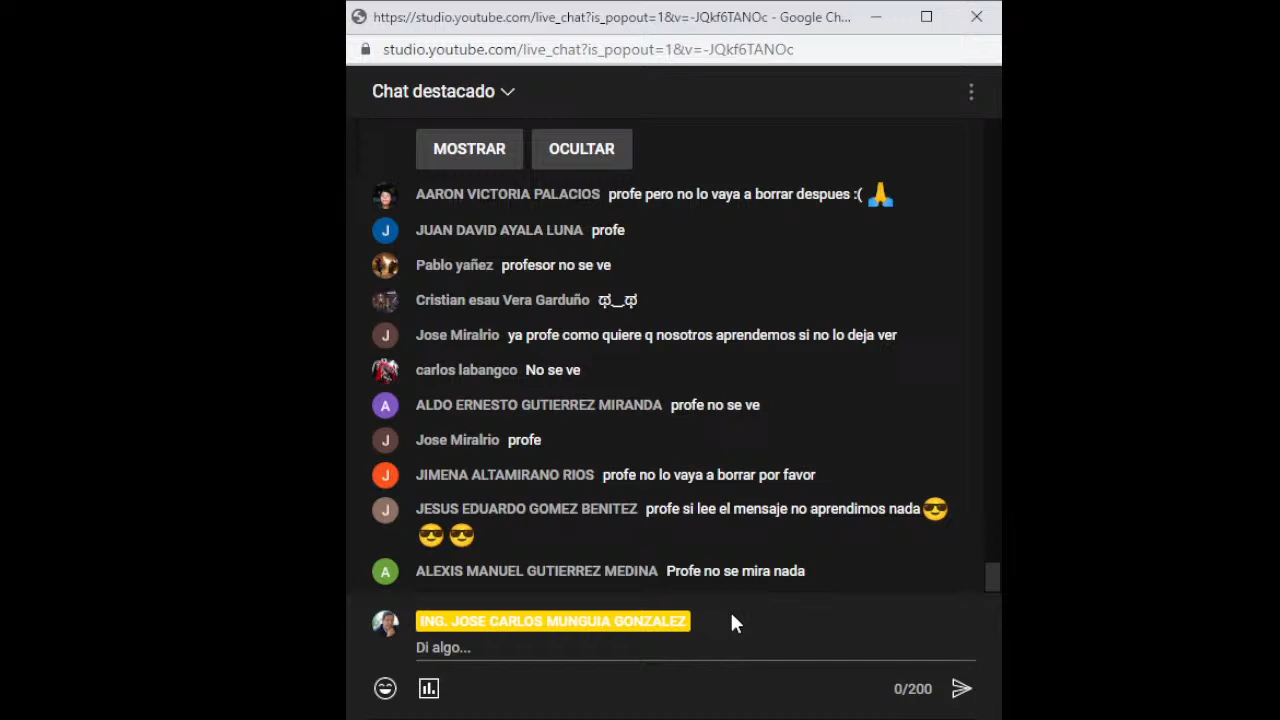 https://studio.youtube.com/live_chat?is_popout=1&v=-JQkf6TANOc - Google Ch...
studio.youtube.com/live_chat?is_popout=1&v=-JQkf6TANOc
Chat destacado
MOSTRAR OCULTAR
AARON VICTORIA PALACIOS profe pero no lo vaya a borrar despues :( 🙏
JUAN DAVID AYALA LUNA profe
Pablo yañez profesor no se ve
Cristian esau Vera Garduño ಥ‿ಥ
Jose Miralrio ya profe como quiere q nosotros aprendemos si no lo deja ver
carlos labangco No se ve
ALDO ERNESTO GUTIERREZ MIRANDA profe no se ve
Jose Miralrio profe
JIMENA ALTAMIRANO RIOS profe no lo vaya a borrar por favor
JESUS EDUARDO GOMEZ BENITEZ profe si lee el mensaje no aprendimos nada 😎
😎 😎
ALEXIS MANUEL GUTIERREZ MEDINA Profe no se mira nada
ING. JOSE CARLOS MUNGUIA GONZALEZ
Di algo...
0/200